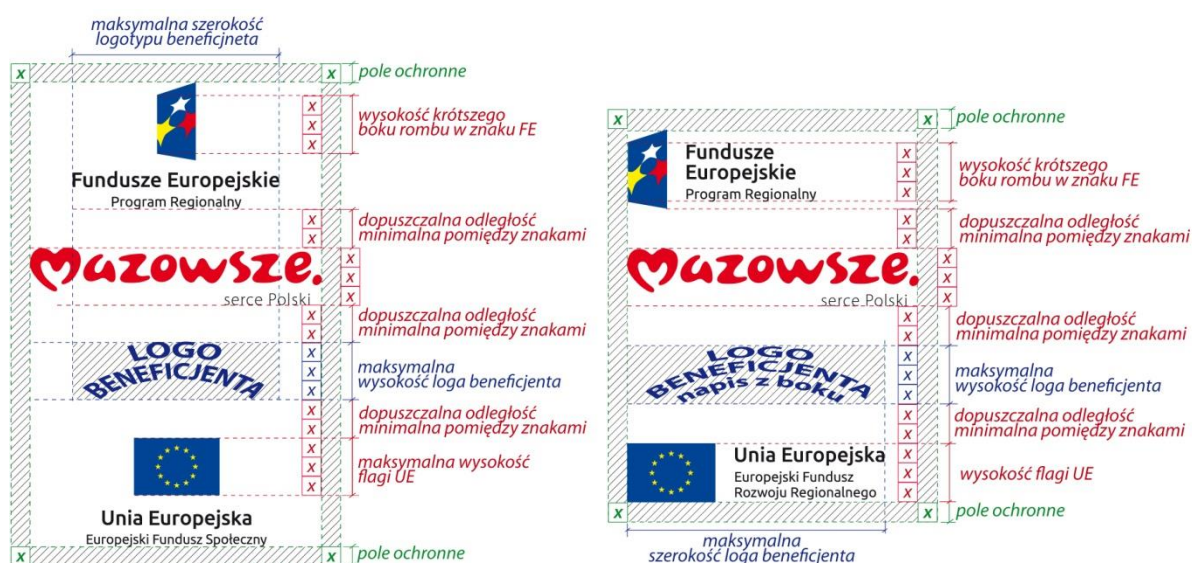 maksymalna szerokość
logotypu beneficjneta
x
x
pole ochronne
x
x
x
wysokość krótszego
boku rombu w znaku FE
Fundusze Europejskie
Program Regionalny
x
x
dopuszczalna odległość
minimalna pomiędzy znakami
mazowsze.
serce Polski
x
x
x
x
x
dopuszczalna odległość
minimalna pomiędzy znakami
LOGO
BENEFICJENTA
x
x
x
maksymalna
wysokość loga beneficjenta
x
x
dopuszczalna odległość
minimalna pomiędzy znakami
x
x
x
maksymalna wysokość
flagi UE
Unia Europejska
Europejski Fundusz Społeczny
x
x
pole ochronne
x
x
pole ochronne
Fundusze
Europejskie
Program Regionalny
x
x
x
wysokość krótszego
boku rombu w znaku FE
x
x
dopuszczalna odległość
minimalna pomiędzy znakami
mazowsze.
serce Polski
x
x
x
x
x
dopuszczalna odległość
minimalna pomiędzy znakami
LOGO
BENEFICJENTA
napis z boku
x
x
x
maksymalna
wysokość loga beneficjenta
x
x
dopuszczalna odległość
minimalna pomiędzy znakami
Unia Europejska
Europejski Fundusz
Rozwoju Regionalnego
x
x
x
wysokość flagi UE
x
x
pole ochronne
maksymalna
szerokość loga beneficjenta